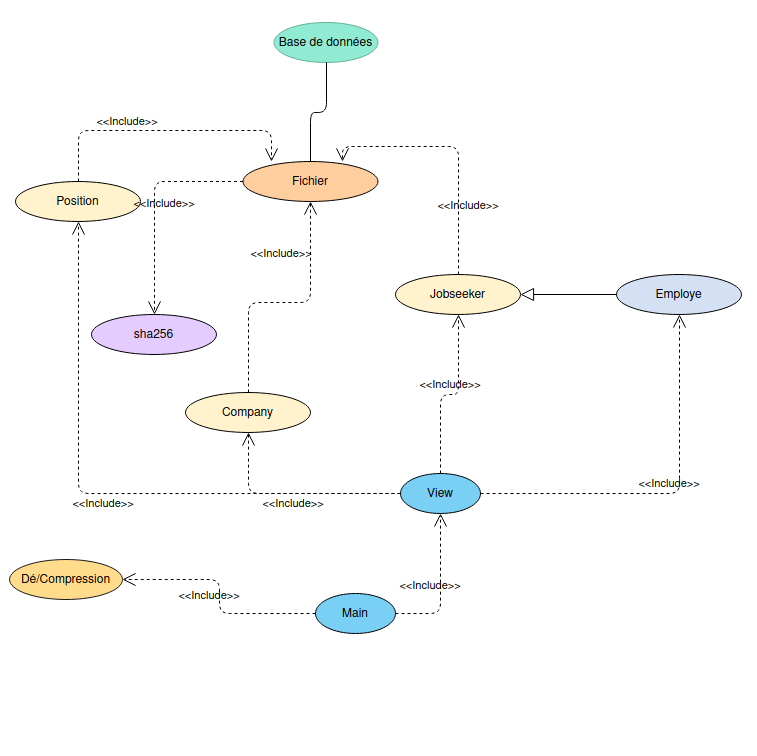 Base de données
<<Include>>
Fichier
Position
<<Include>>
<<Include>>
<<Include>>
Jobseeker
Employe
sha256
<<Include>>
Company
<<Include>>
View
<<Include>>
<<Include>>
Dé/Compression
<<Include>>
<<Include>>
Main